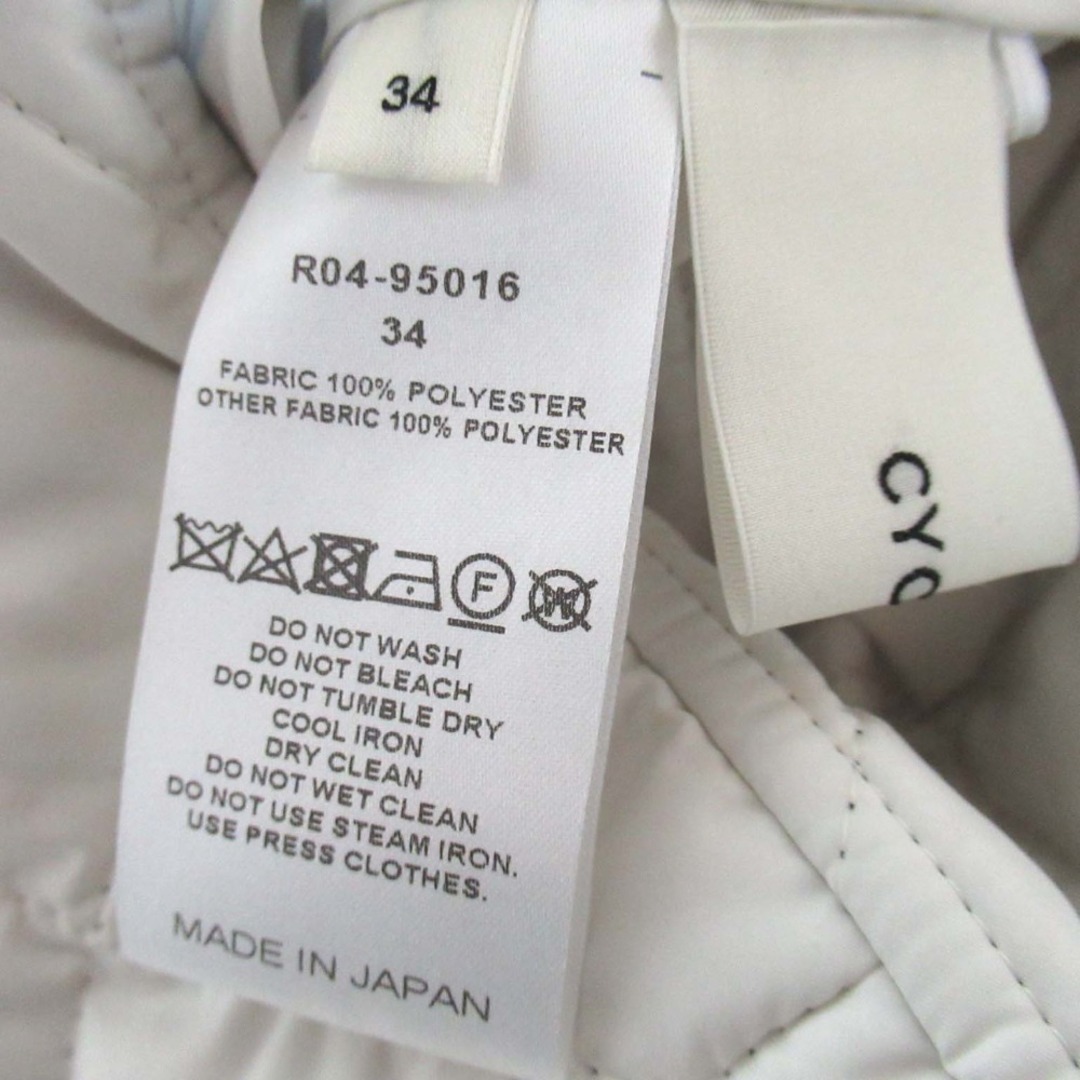 34
R04-95016
34
FABRIC 100% POLYESTER
OTHER FABRIC 100% POLYESTER
F
W
DO NOT WASH
DO NOT BLEACH
DO NOT TUMBLE DRY
COOL IRON
DRY CLEAN
DO NOT WET CLEAN
DO NOT USE STEAM IRON.
USE PRESS CLOTHES.
MADE IN JAPAN
CYC